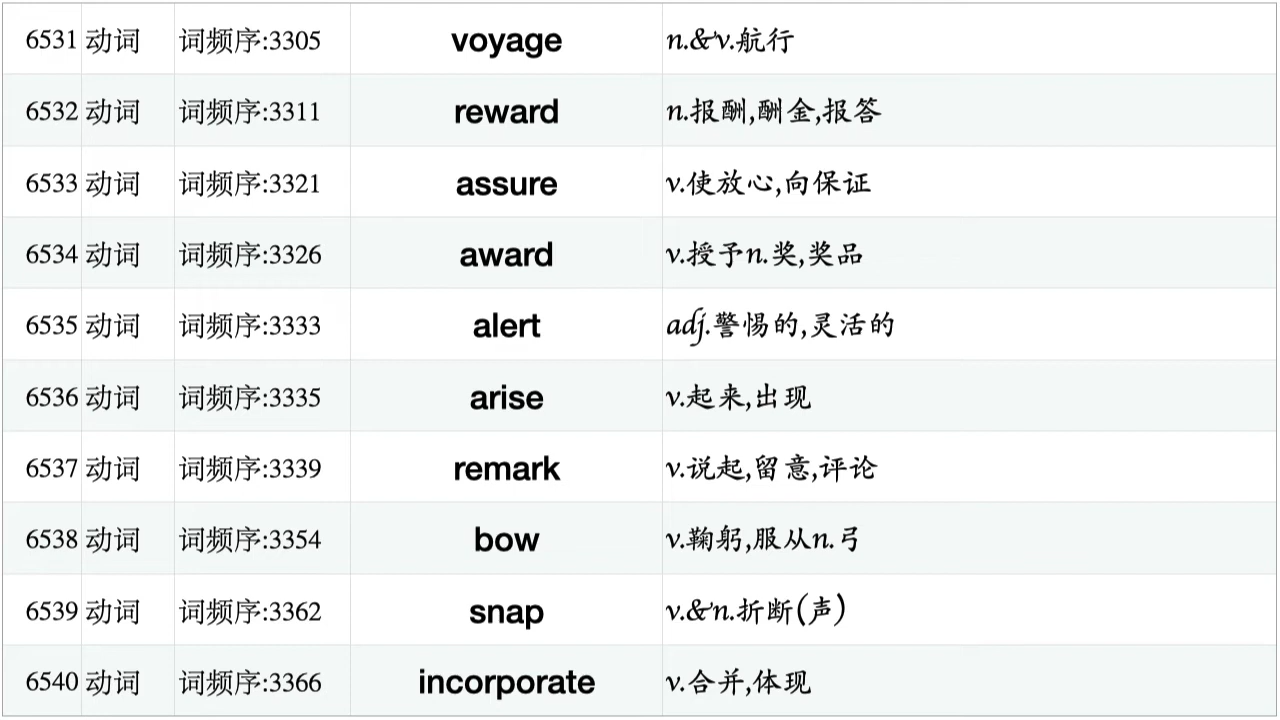 6531 动词 词频序:3305 voyage n.&v.航行
6532 动词 词频序:3311 reward n.报酬,酬金,报答
6533 动词 词频序:3321 assure v.使放心,向保证
6534 动词 词频序:3326 award v.授予n.奖,奖品
6535 动词 词频序:3333 alert adj.警惕的,灵活的
6536 动词 词频序:3335 arise v.起来,出现
6537 动词 词频序:3339 remark v.说起,留意,评论
6538 动词 词频序:3354 bow v.鞠躬,服从n.弓
6539 动词 词频序:3362 snap v.&n.折断(声)
6540 动词 词频序:3366 incorporate v.合并,体现